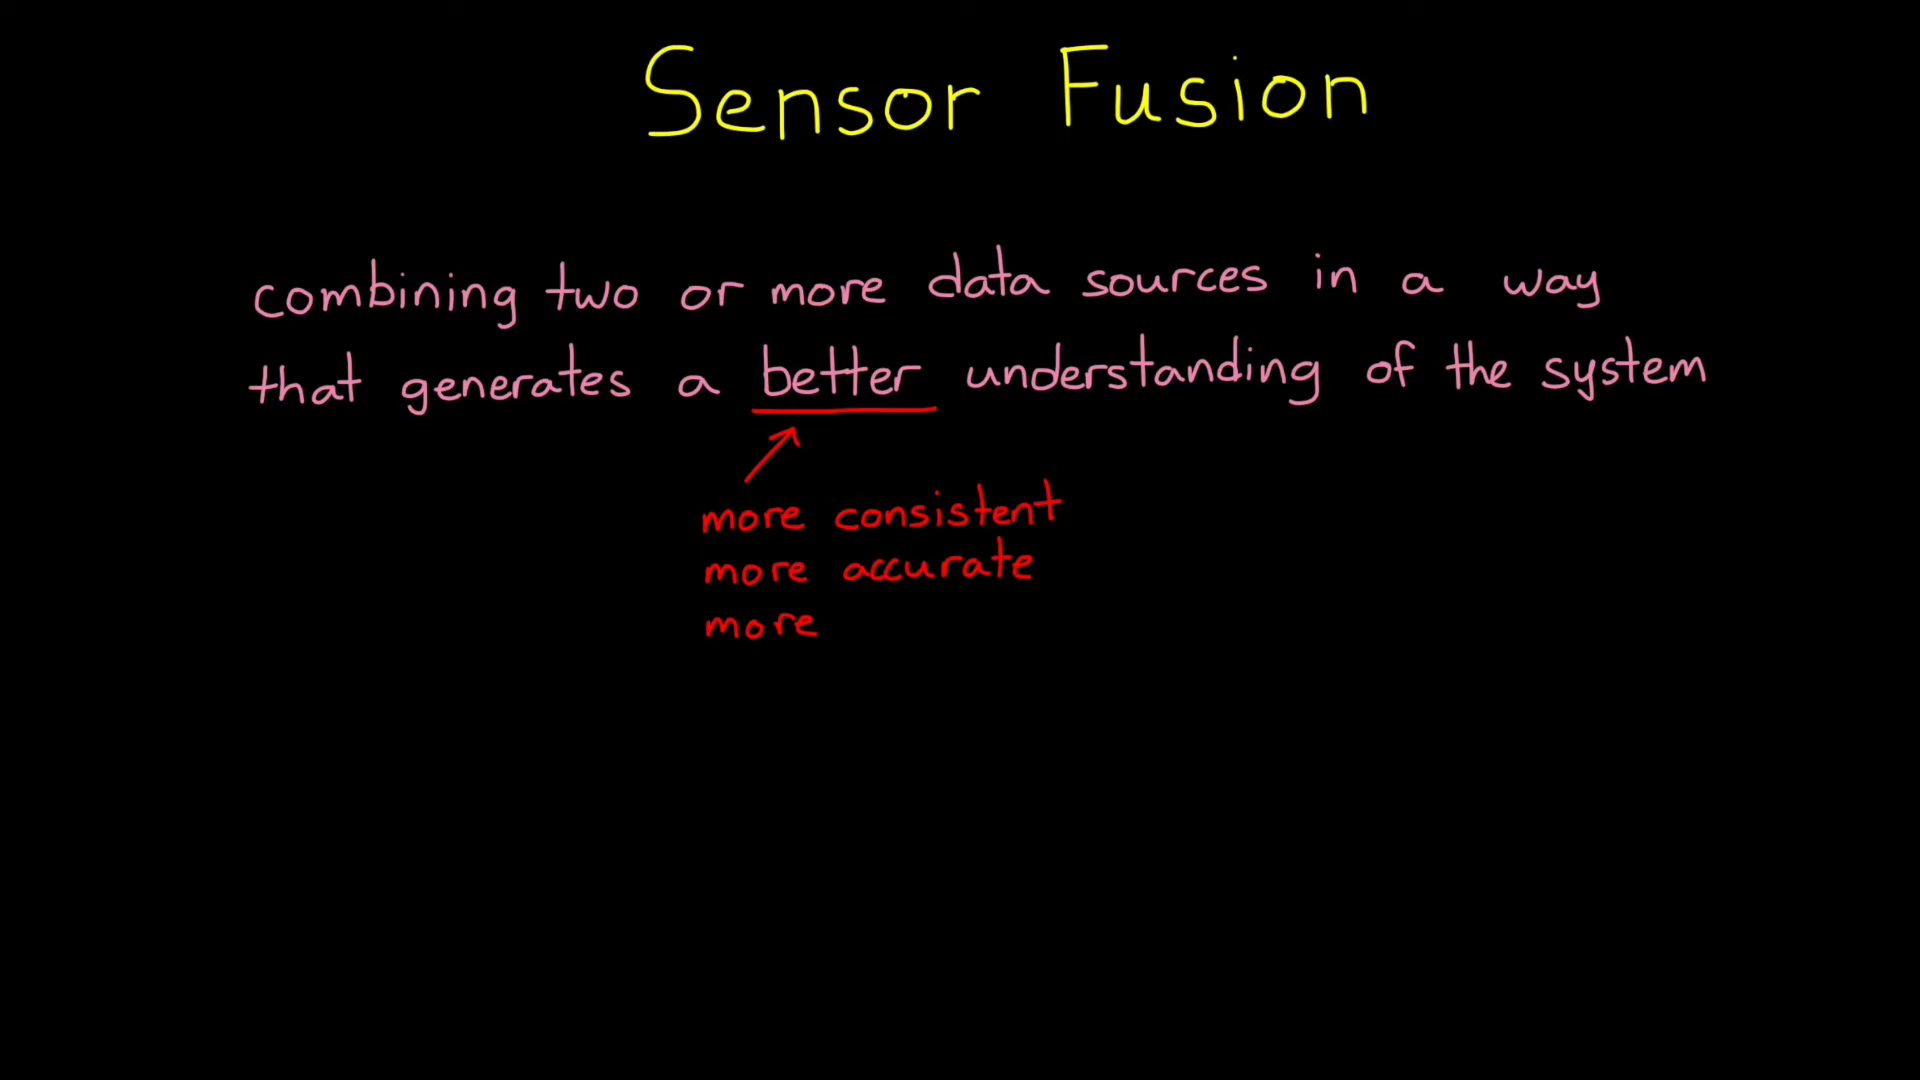 Sensor Fusion
combining two or more data sources in a way
that generates a better understanding of the system
more consistent
more accurate
more